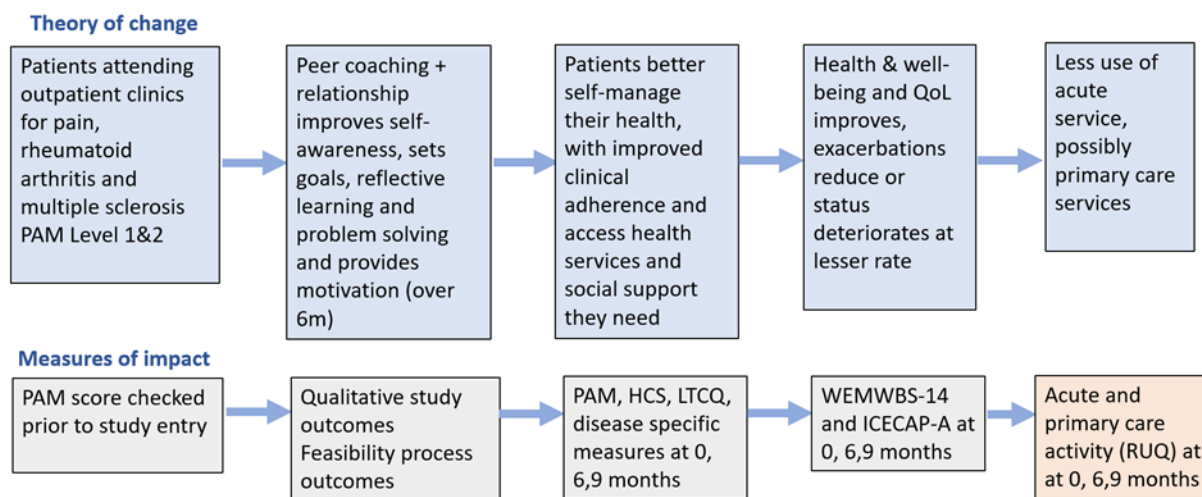 Theory of change
Patients attending
outpatient clinics
for pain,
rheumatoid
arthritis and
multiple sclerosis
PAM Level 1&2
Peer coaching +
relationship
improves self-
awareness, sets
goals, reflective
learning and
problem solving
and provides
motivation (over
6m)
Patients better
self-manage
their health,
with improved
clinical
adherence and
access health
services and
social support
they need
Health & well-
being and QoL
improves,
exacerbations
reduce or
status
deteriorates at
lesser rate
Less use of
acute
service,
possibly
primary care
services
Measures of impact
PAM score checked
prior to study entry
Qualitative study
outcomes
Feasibility process
outcomes
PAM, HCS, LTCQ,
disease specific
measures at 0,
6,9 months
WEMWBS-14
and ICECAP-A at
0, 6,9 months
Acute and
primary care
activity (RUQ) at
at 0, 6,9 months